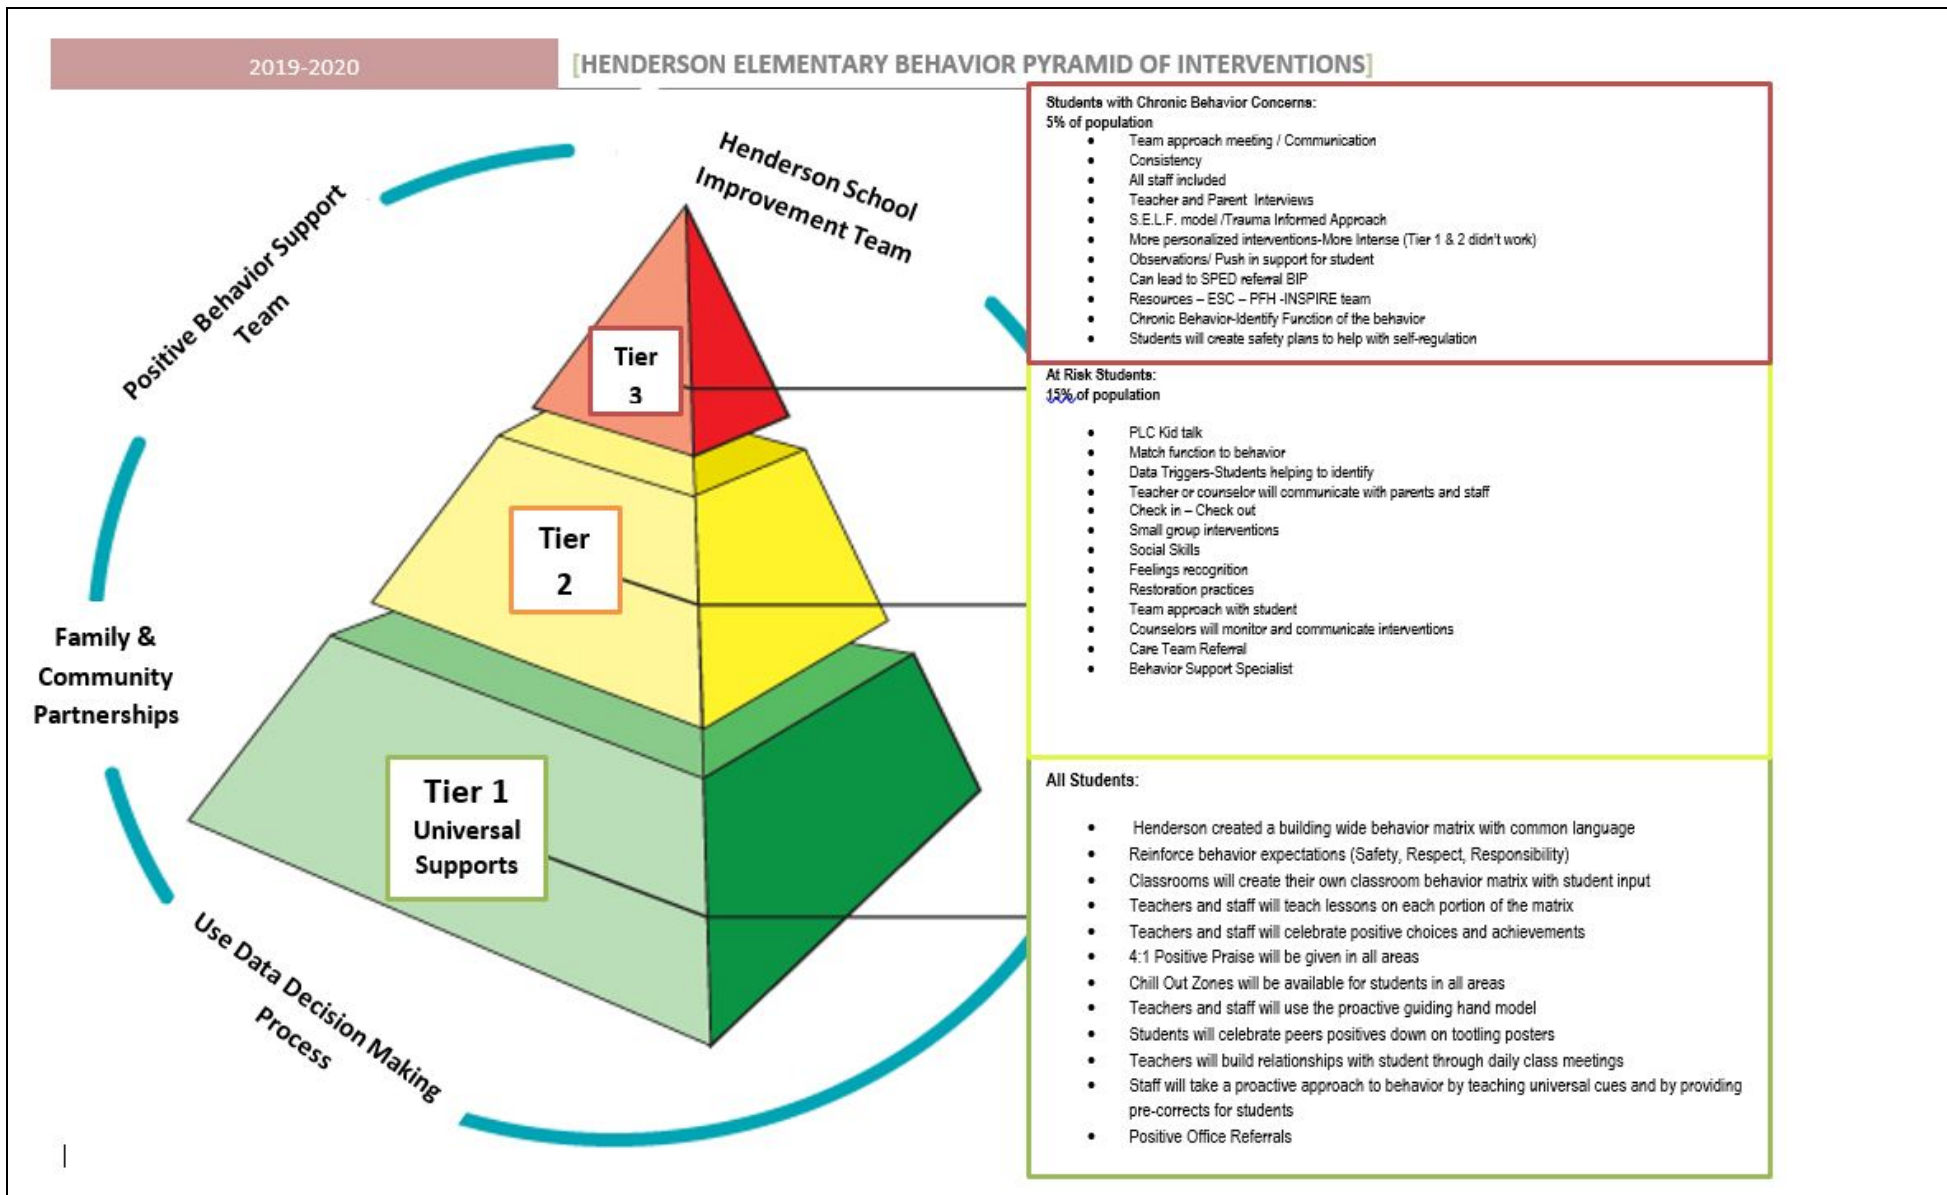 2019-2020
[HENDERSON ELEMENTARY BEHAVIOR PYRAMID OF INTERVENTIONS]
Henderson School
Improvement Team
Positive Behavior Support
Team
Family &
Community
Partnerships
Use Data Decision Making
Process
Tier
3
Tier
2
Tier 1
Universal
Supports
Students with Chronic Behavior Concerns:
5% of population
• Team approach meeting / Communication
• Consistency
• All staff included
• Teacher and Parent Interviews
• S.E.L.F. model /Trauma Informed Approach
• More personalized interventions-More Intense (Tier 1 & 2 didn't work)
• Observations/ Push in support for student
• Can lead to SPED referral BIP
• Resources – ESC – PFH -INSPIRE team
• Chronic Behavior-Identify Function of the behavior
• Students will create safety plans to help with self-regulation
At Risk Students:
15% of population
• PLC Kid talk
• Match function to behavior
• Data Triggers-Students helping to identify
• Teacher or counselor will communicate with parents and staff
• Check in – Check out
• Small group interventions
• Social Skills
• Feelings recognition
• Restoration practices
• Team approach with student
• Counselors will monitor and communicate interventions
• Care Team Referral
• Behavior Support Specialist
All Students:
• Henderson created a building wide behavior matrix with common language
• Reinforce behavior expectations (Safety, Respect, Responsibility)
• Classrooms will create their own classroom behavior matrix with student input
• Teachers and staff will teach lessons on each portion of the matrix
• Teachers and staff will celebrate positive choices and achievements
• 4:1 Positive Praise will be given in all areas
• Chill Out Zones will be available for students in all areas
• Teachers and staff will use the proactive guiding hand model
• Students will celebrate peers positives down on tootling posters
• Teachers will build relationships with student through daily class meetings
• Staff will take a proactive approach to behavior by teaching universal cues and by providing
pre-corrects for students
• Positive Office Referrals